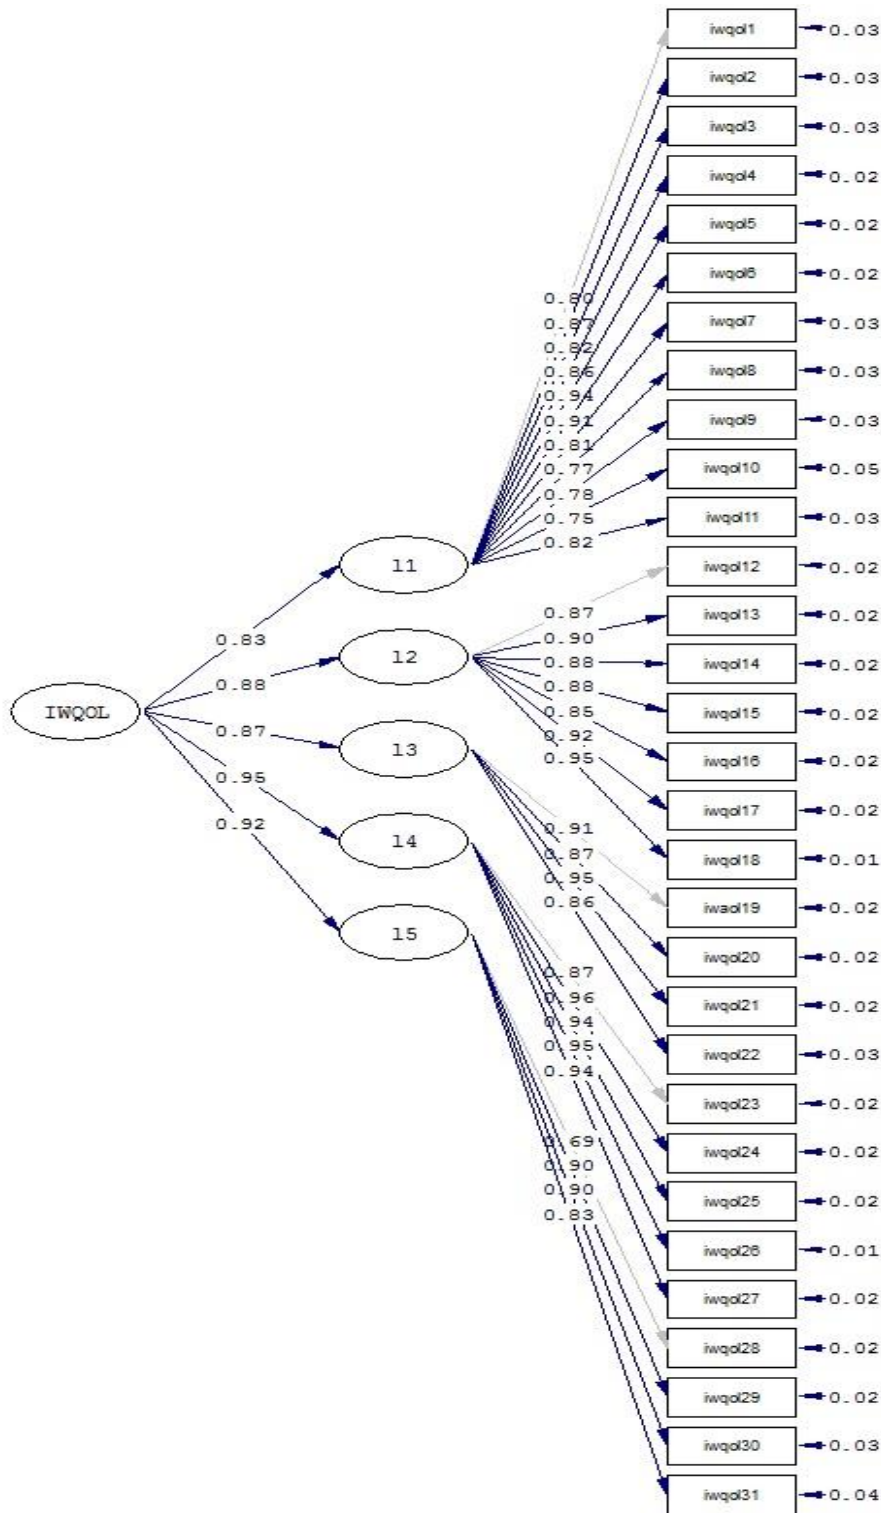 iwqol1 0.03
iwqol2 0.03
iwqol3 0.03
iwqol4 0.02
iwqol5 0.02
iwqol6 0.02
0.80
iwqol7 0.03
0.87
0.82
iwqol8 0.03
0.86
0.94
iwqol9 0.03
0.91
0.81
iwqol10 0.05
0.77
0.78
iwqol11 0.03
0.75
0.82
l1
iwqol12 0.02
0.87
iwqol13 0.02
0.83
0.90
l2
0.88
iwqol14 0.02
0.88
0.88
IWQOL
iwqol15 0.02
0.85
0.87
0.92
l3
0.95
iwqol16 0.02
0.95
iwqol17 0.02
0.92
0.91
l4
0.87
iwqol18 0.01
0.95
0.86
iwaol19 0.02
l5
iwqol20 0.02
0.87
0.96
iwqol21 0.02
0.94
0.95
iwqol22 0.03
0.94
iwqol23 0.02
0.69
iwqol24 0.02
0.90
0.90
iwqol25 0.02
0.83
iwqol26 0.01
iwqol27 0.02
iwqol28 0.02
iwqol29 0.02
iwqol30 0.03
iwqol31 0.04